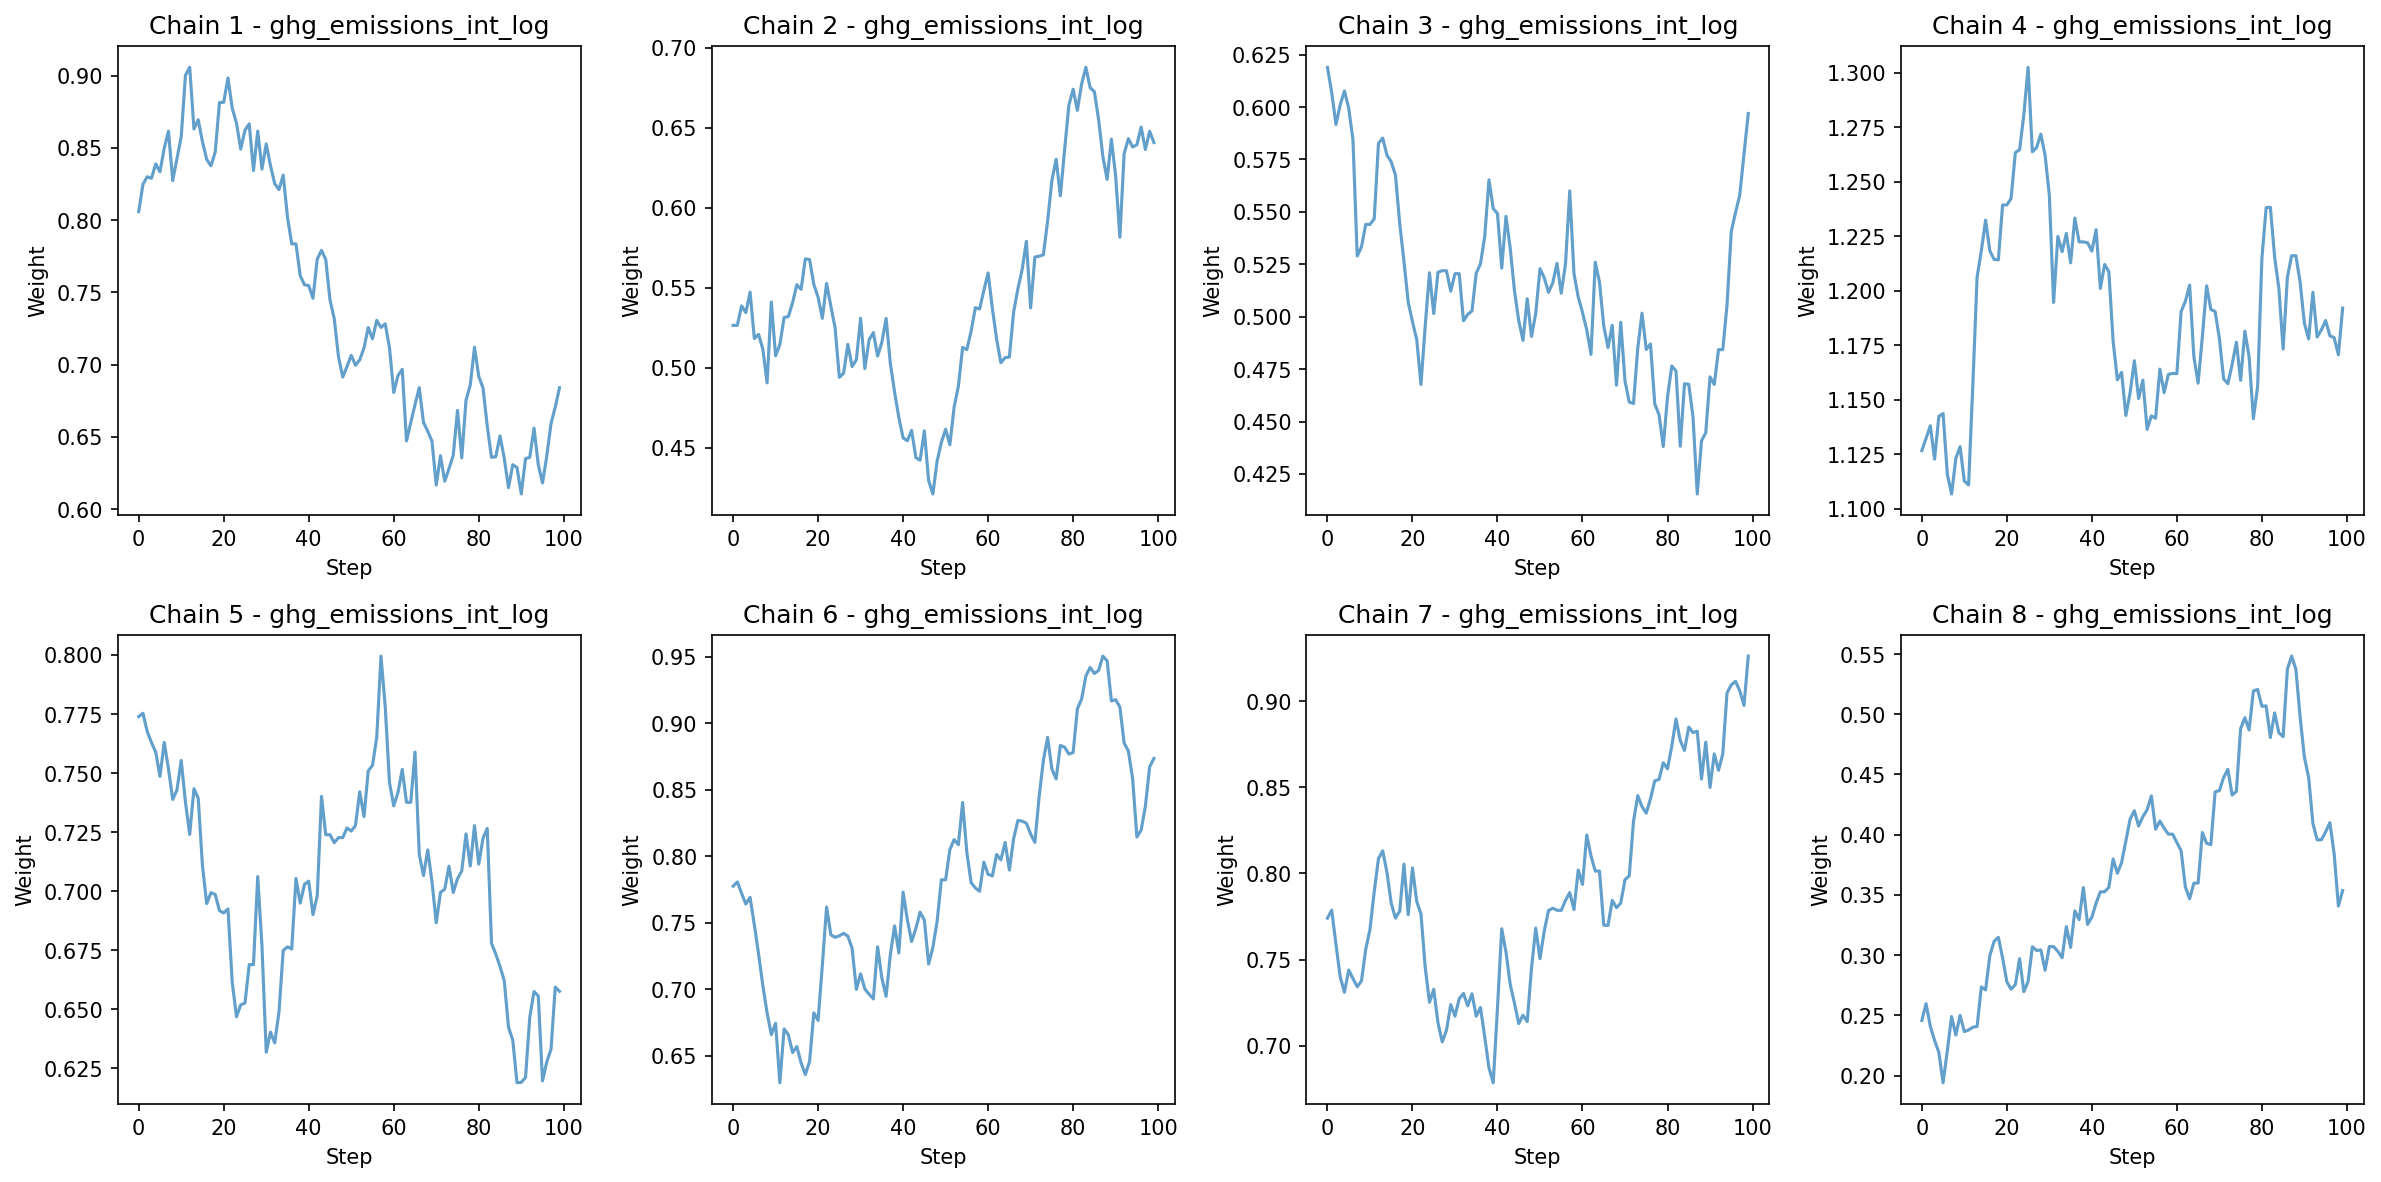 Chain 1 - ghg_emissions_int_log
0.90
0.85
0.80
0.75
0.70
0.65
0.60
Weight
0 20 40 60 80 100
Step
Chain 2 - ghg_emissions_int_log
0.70
0.65
0.60
0.55
0.50
0.45
Weight
0 20 40 60 80 100
Step
Chain 3 - ghg_emissions_int_log
0.625
0.600
0.575
0.550
0.525
0.500
0.475
0.450
0.425
Weight
0 20 40 60 80 100
Step
Chain 4 - ghg_emissions_int_log
1.300
1.275
1.250
1.225
1.200
1.175
1.150
1.125
1.100
Weight
0 20 40 60 80 100
Step
Chain 5 - ghg_emissions_int_log
0.800
0.775
0.750
0.725
0.700
0.675
0.650
0.625
Weight
0 20 40 60 80 100
Step
Chain 6 - ghg_emissions_int_log
0.95
0.90
0.85
0.80
0.75
0.70
0.65
Weight
0 20 40 60 80 100
Step
Chain 7 - ghg_emissions_int_log
0.90
0.85
0.80
0.75
0.70
Weight
0 20 40 60 80 100
Step
Chain 8 - ghg_emissions_int_log
0.55
0.50
0.45
0.40
0.35
0.30
0.25
0.20
Weight
0 20 40 60 80 100
Step